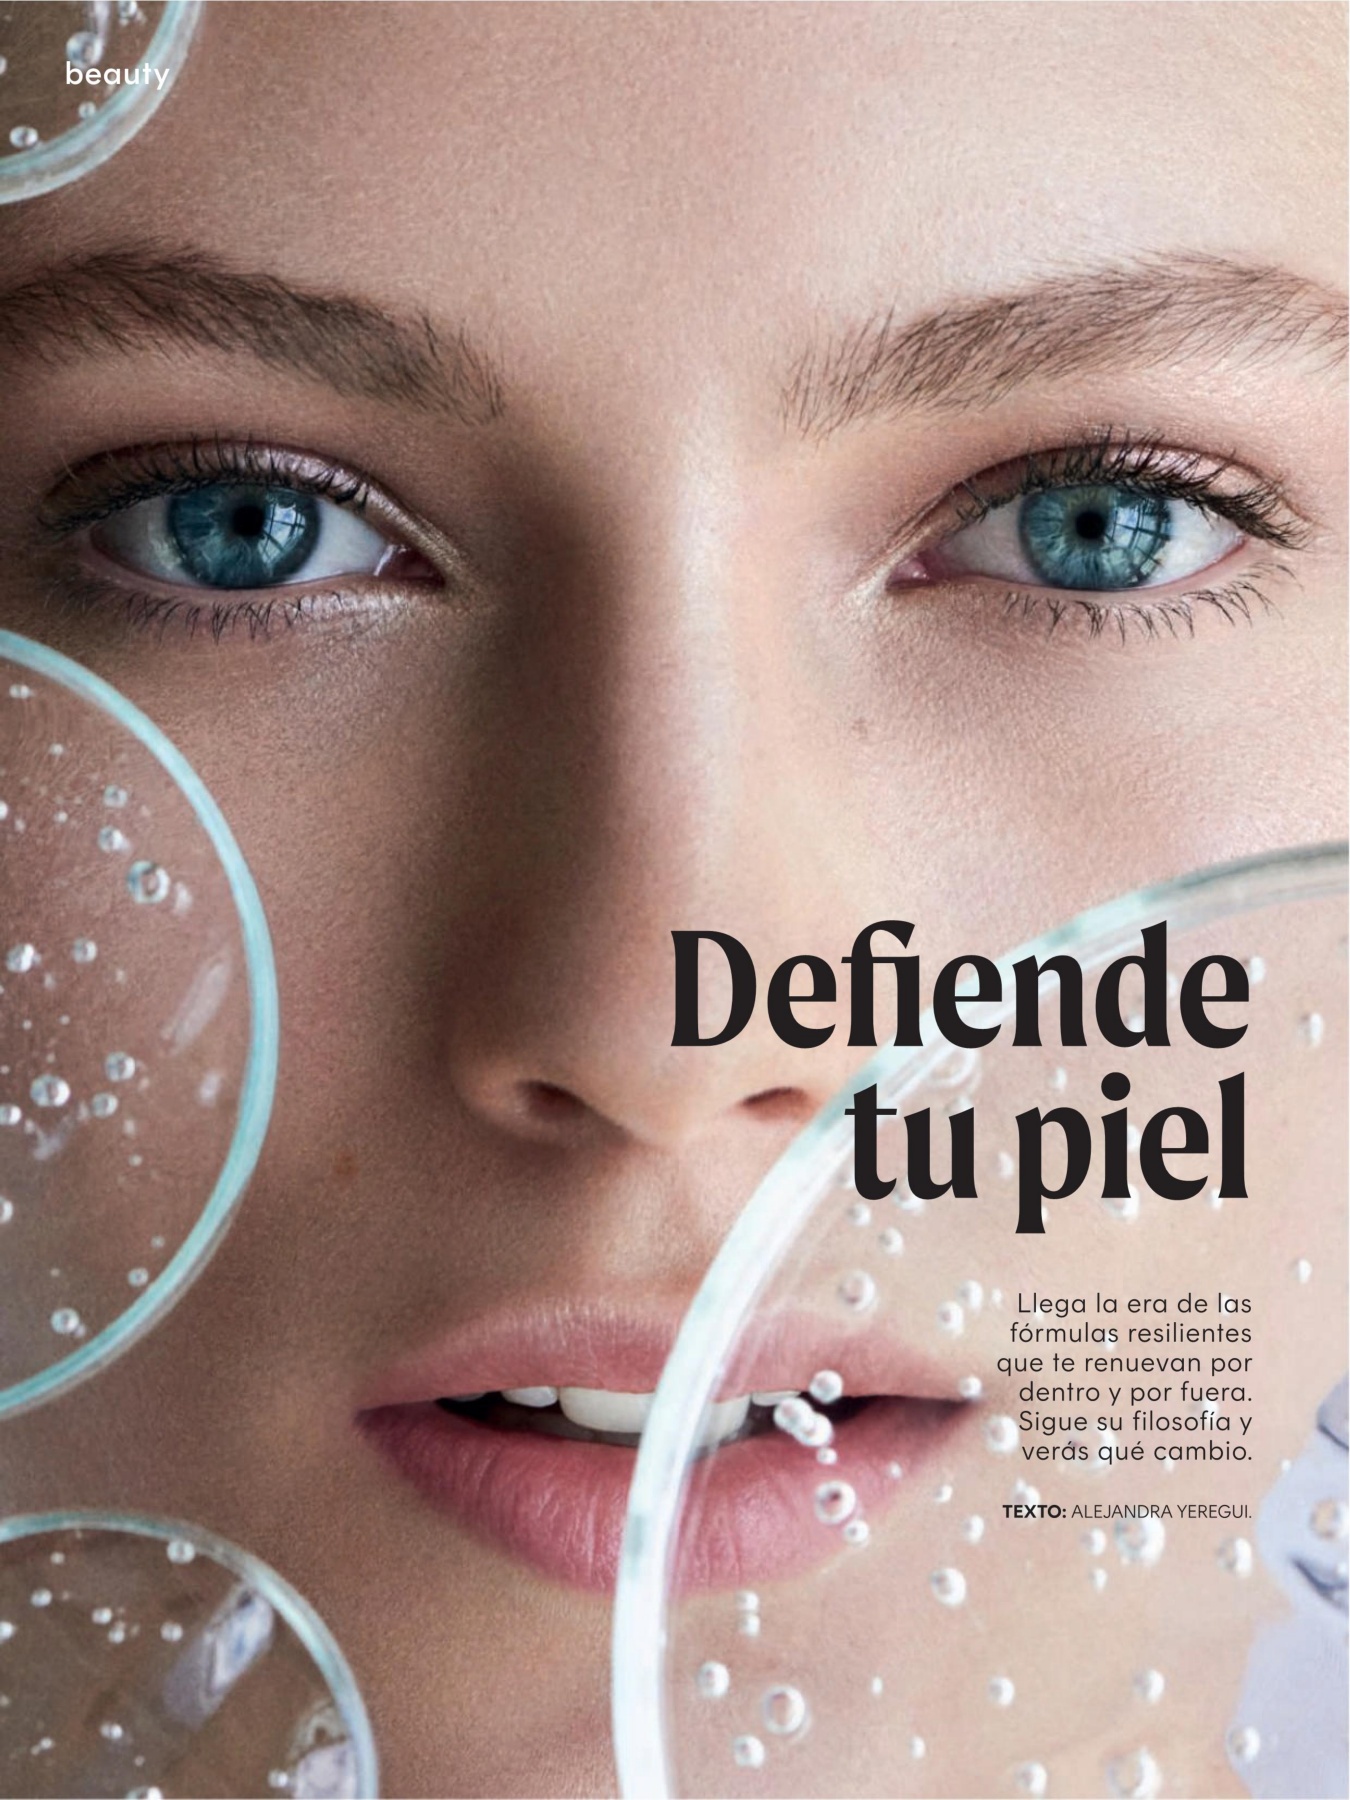 beauty
Defiende
tu piel
Llega la era de las
fórmulas resilientes
que te renuevan por
dentro y por fuera.
Sigue su filosofía y
verás qué cambio.
TEXTO: ALEJANDRA YEREGUI.